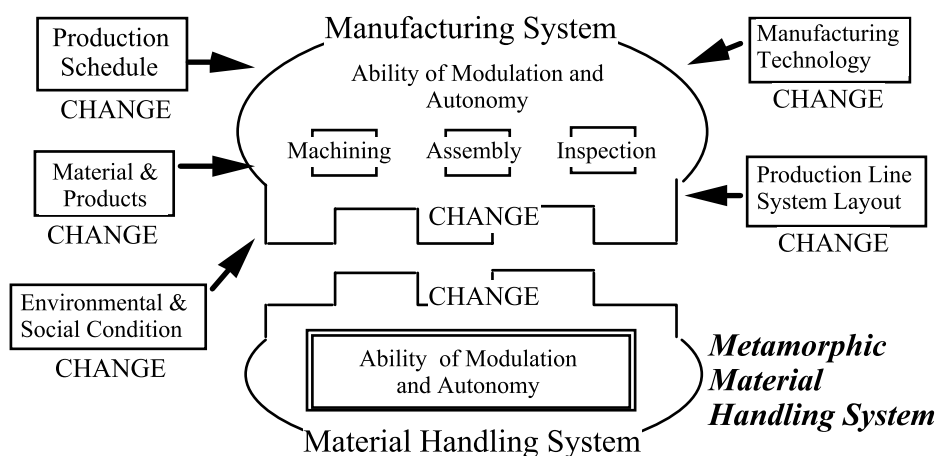 Manufacturing System
Production
Schedule
CHANGE
Ability of Modulation and
Autonomy
Manufacturing
Technology
CHANGE
Machining
Assembly
Inspection
Material &
Products
CHANGE
CHANGE
Production Line
System Layout
CHANGE
Environmental &
Social Condition
CHANGE
CHANGE
Ability of Modulation
and Autonomy
Metamorphic
Material
Handling System
Material Handling System